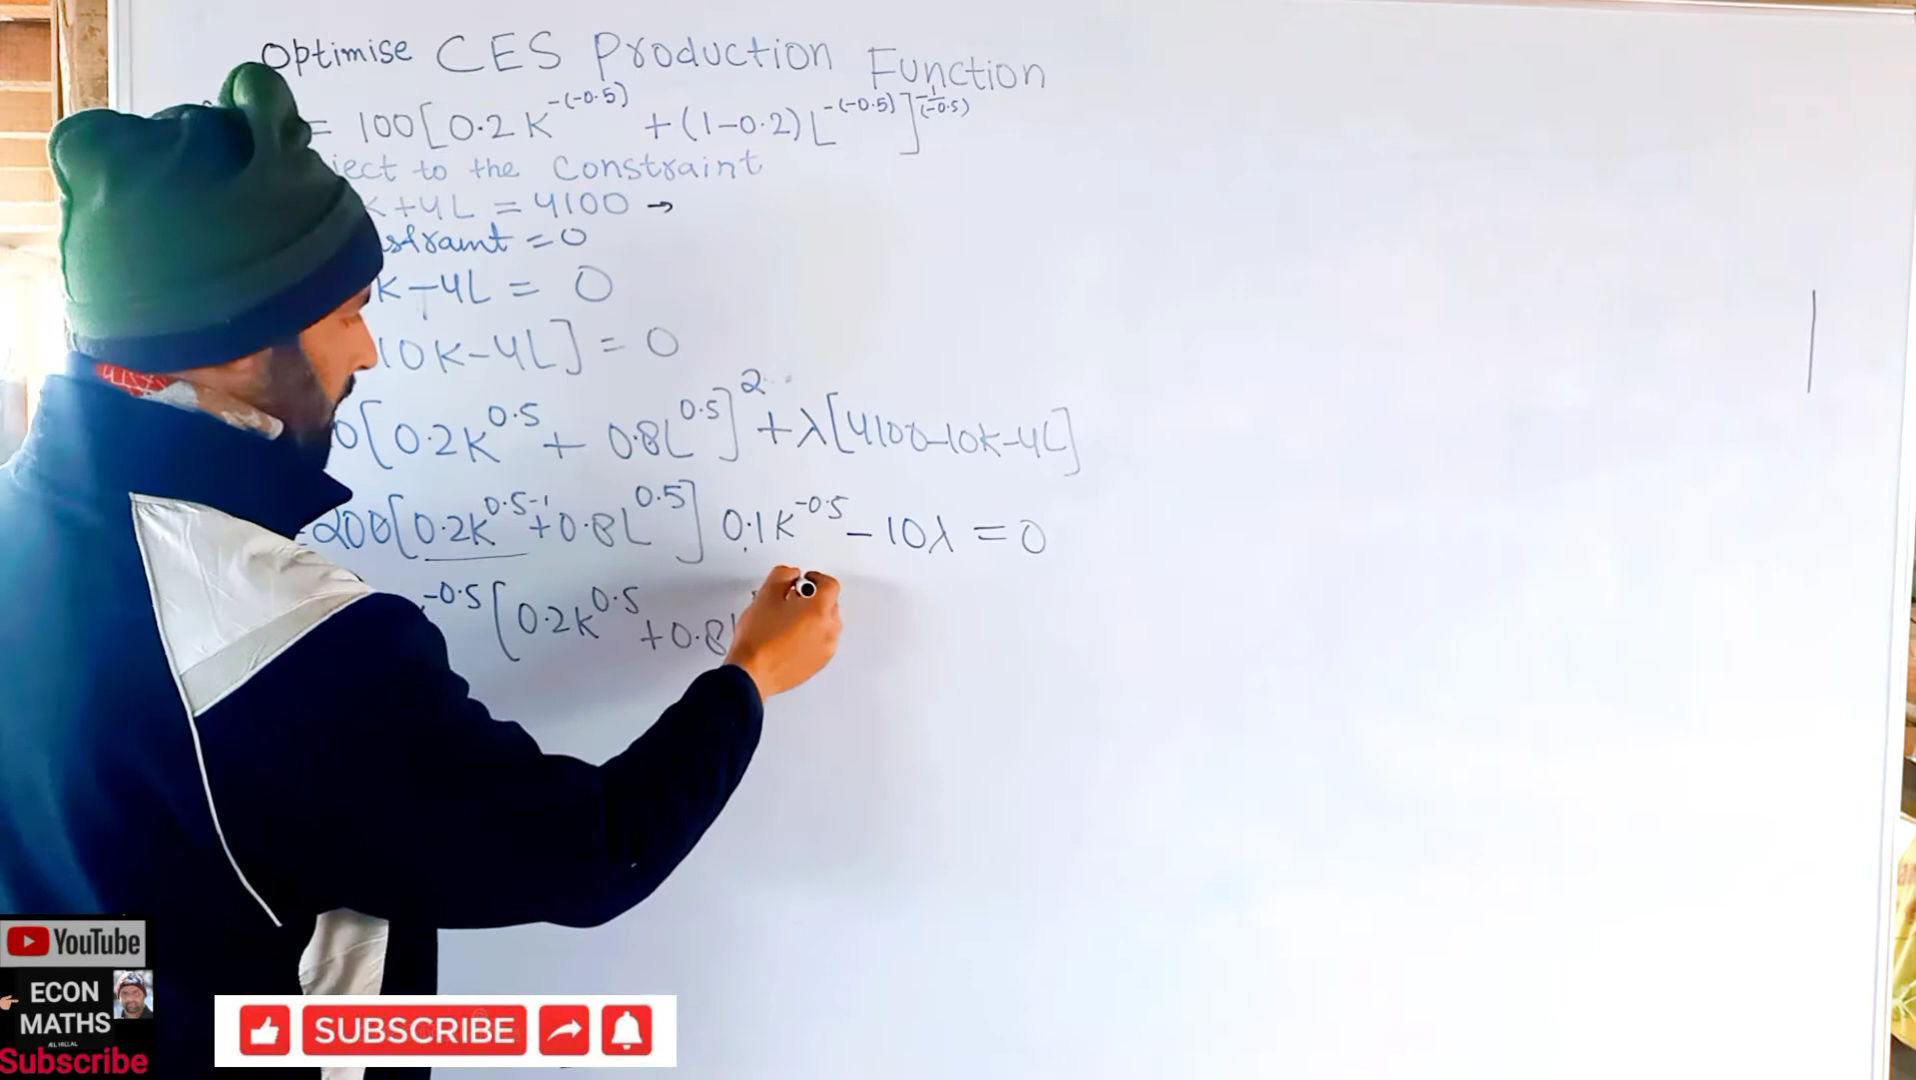 Optimise CES Production Function
= 100[0.2K^-(-0.5) + (1-0.2)L^-(-0.5)]^-1/(-0.5)
ject to the Constraint
K+4L = 4100 →
straint = 0
K-4L = 0
10K-4L] = 0
0[0.2K^0.5 + 0.8L^0.5]^2 + λ[4100-10K-4L]
=200[0.2K^0.5-1 + 0.8L^0.5] 0.1K^-0.5 - 10λ = 0
-0.5 [0.2K^0.5 + 0.8L
YouTube
ECON
MATHS
Subscribe
SUBSCRIBE